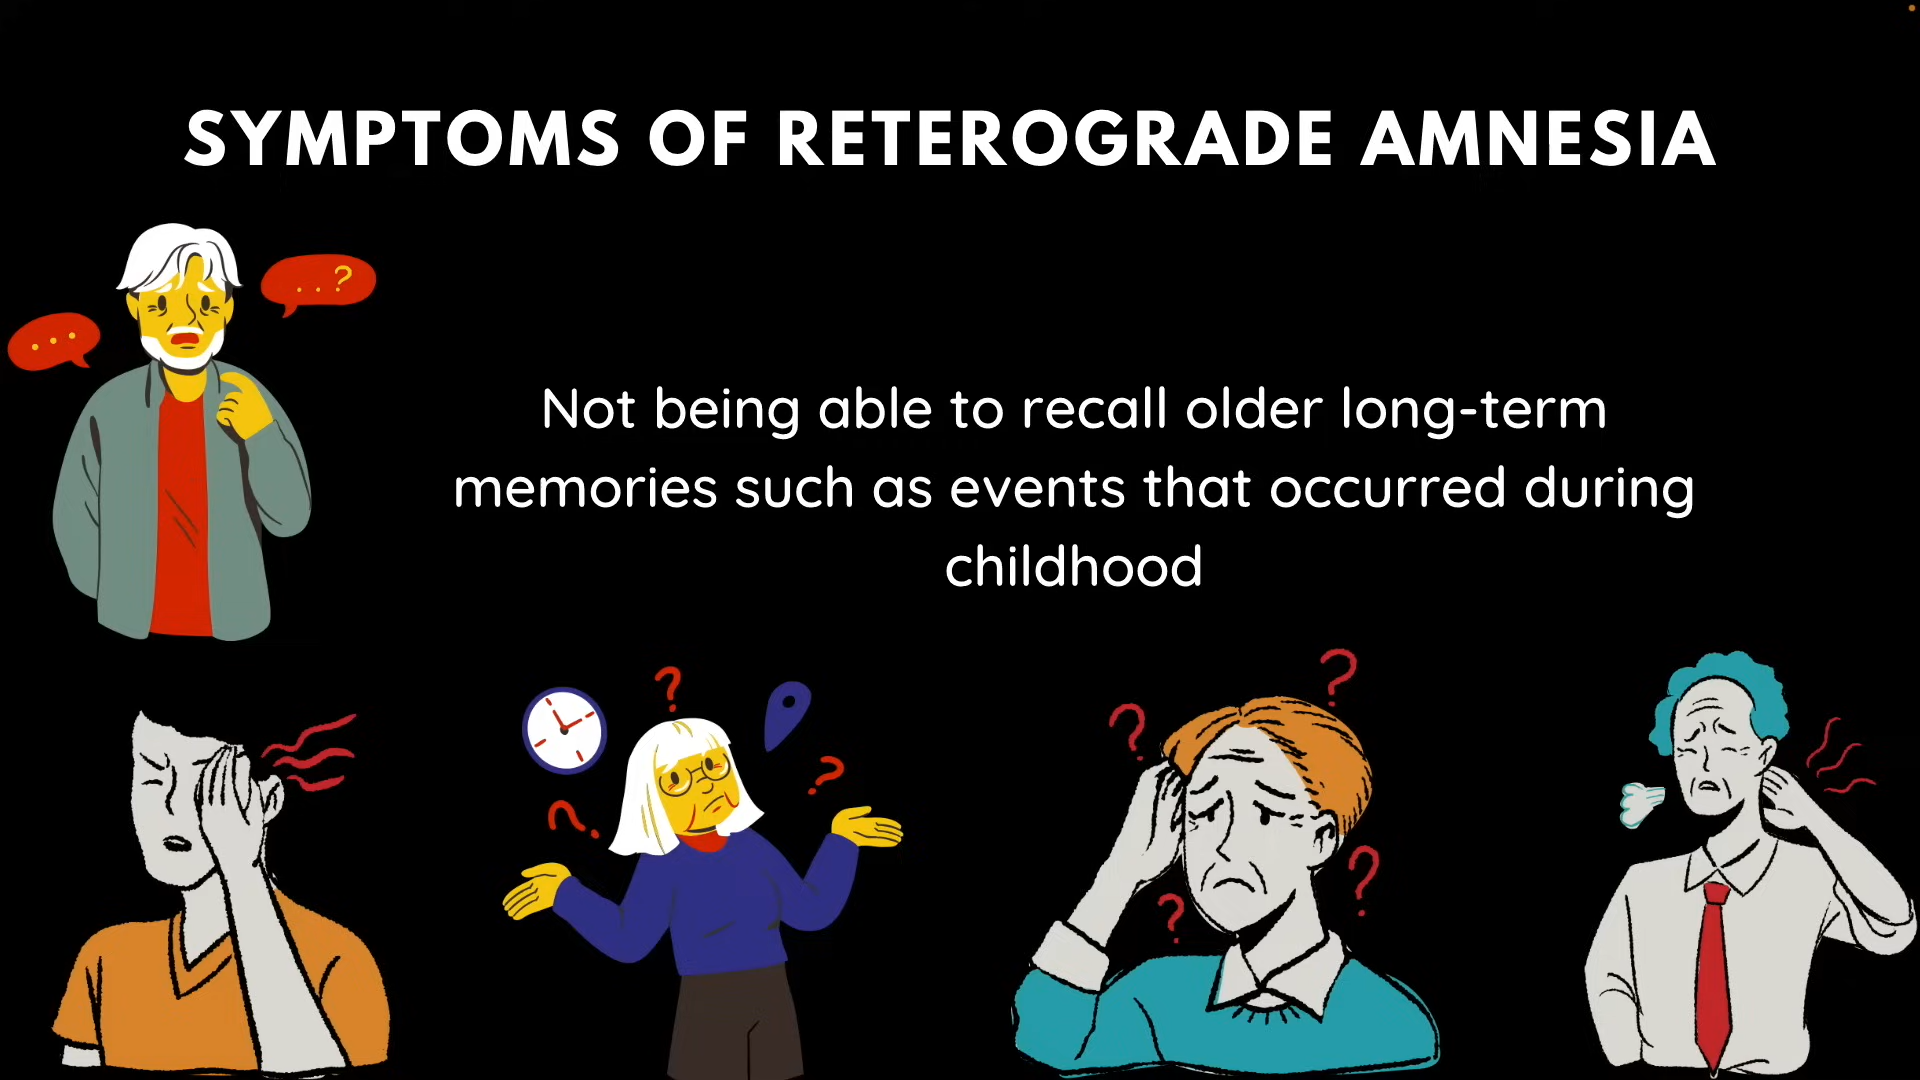 SYMPTOMS OF RETEROGRADE AMNESIA
. . ?
. . .
Not being able to recall older long-term
memories such as events that occurred during
childhood
?
?
?
?
?
?
?
?